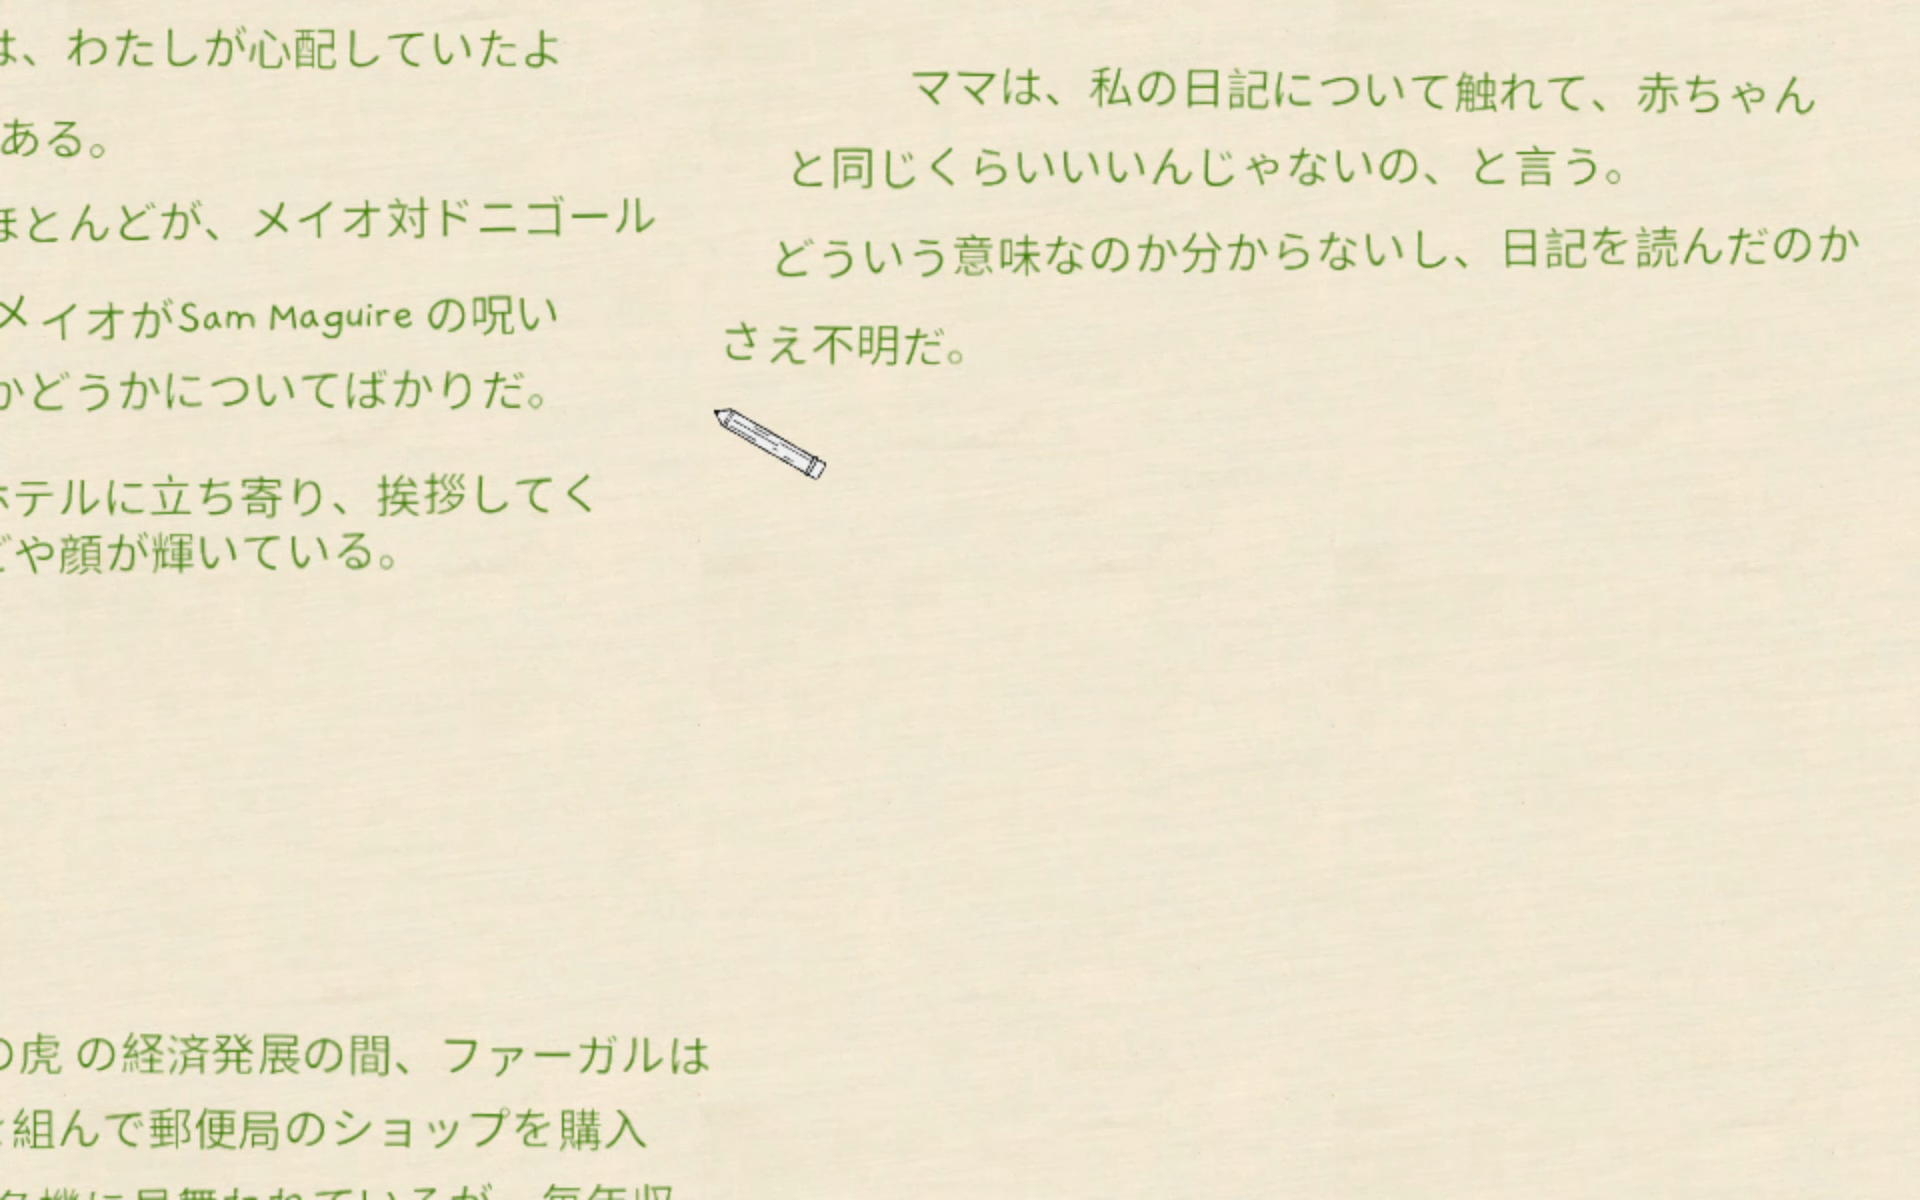 は、わたしが心配していたよ
ある。
ほとんどが、メイオ対ドニゴール
メイオがSam Maguire の呪い
かどうかについてばかりだ。
ホテルに立ち寄り、挨拶してく
どや顔が輝いている。
ママは、私の日記について触れて、赤ちゃん
と同じくらいいいんじゃないの、と言う。
どういう意味なのか分からないし、日記を読んだのか
さえ不明だ。
の虎 の経済発展の間、ファーガルは
を組んで郵便局のショップを購入